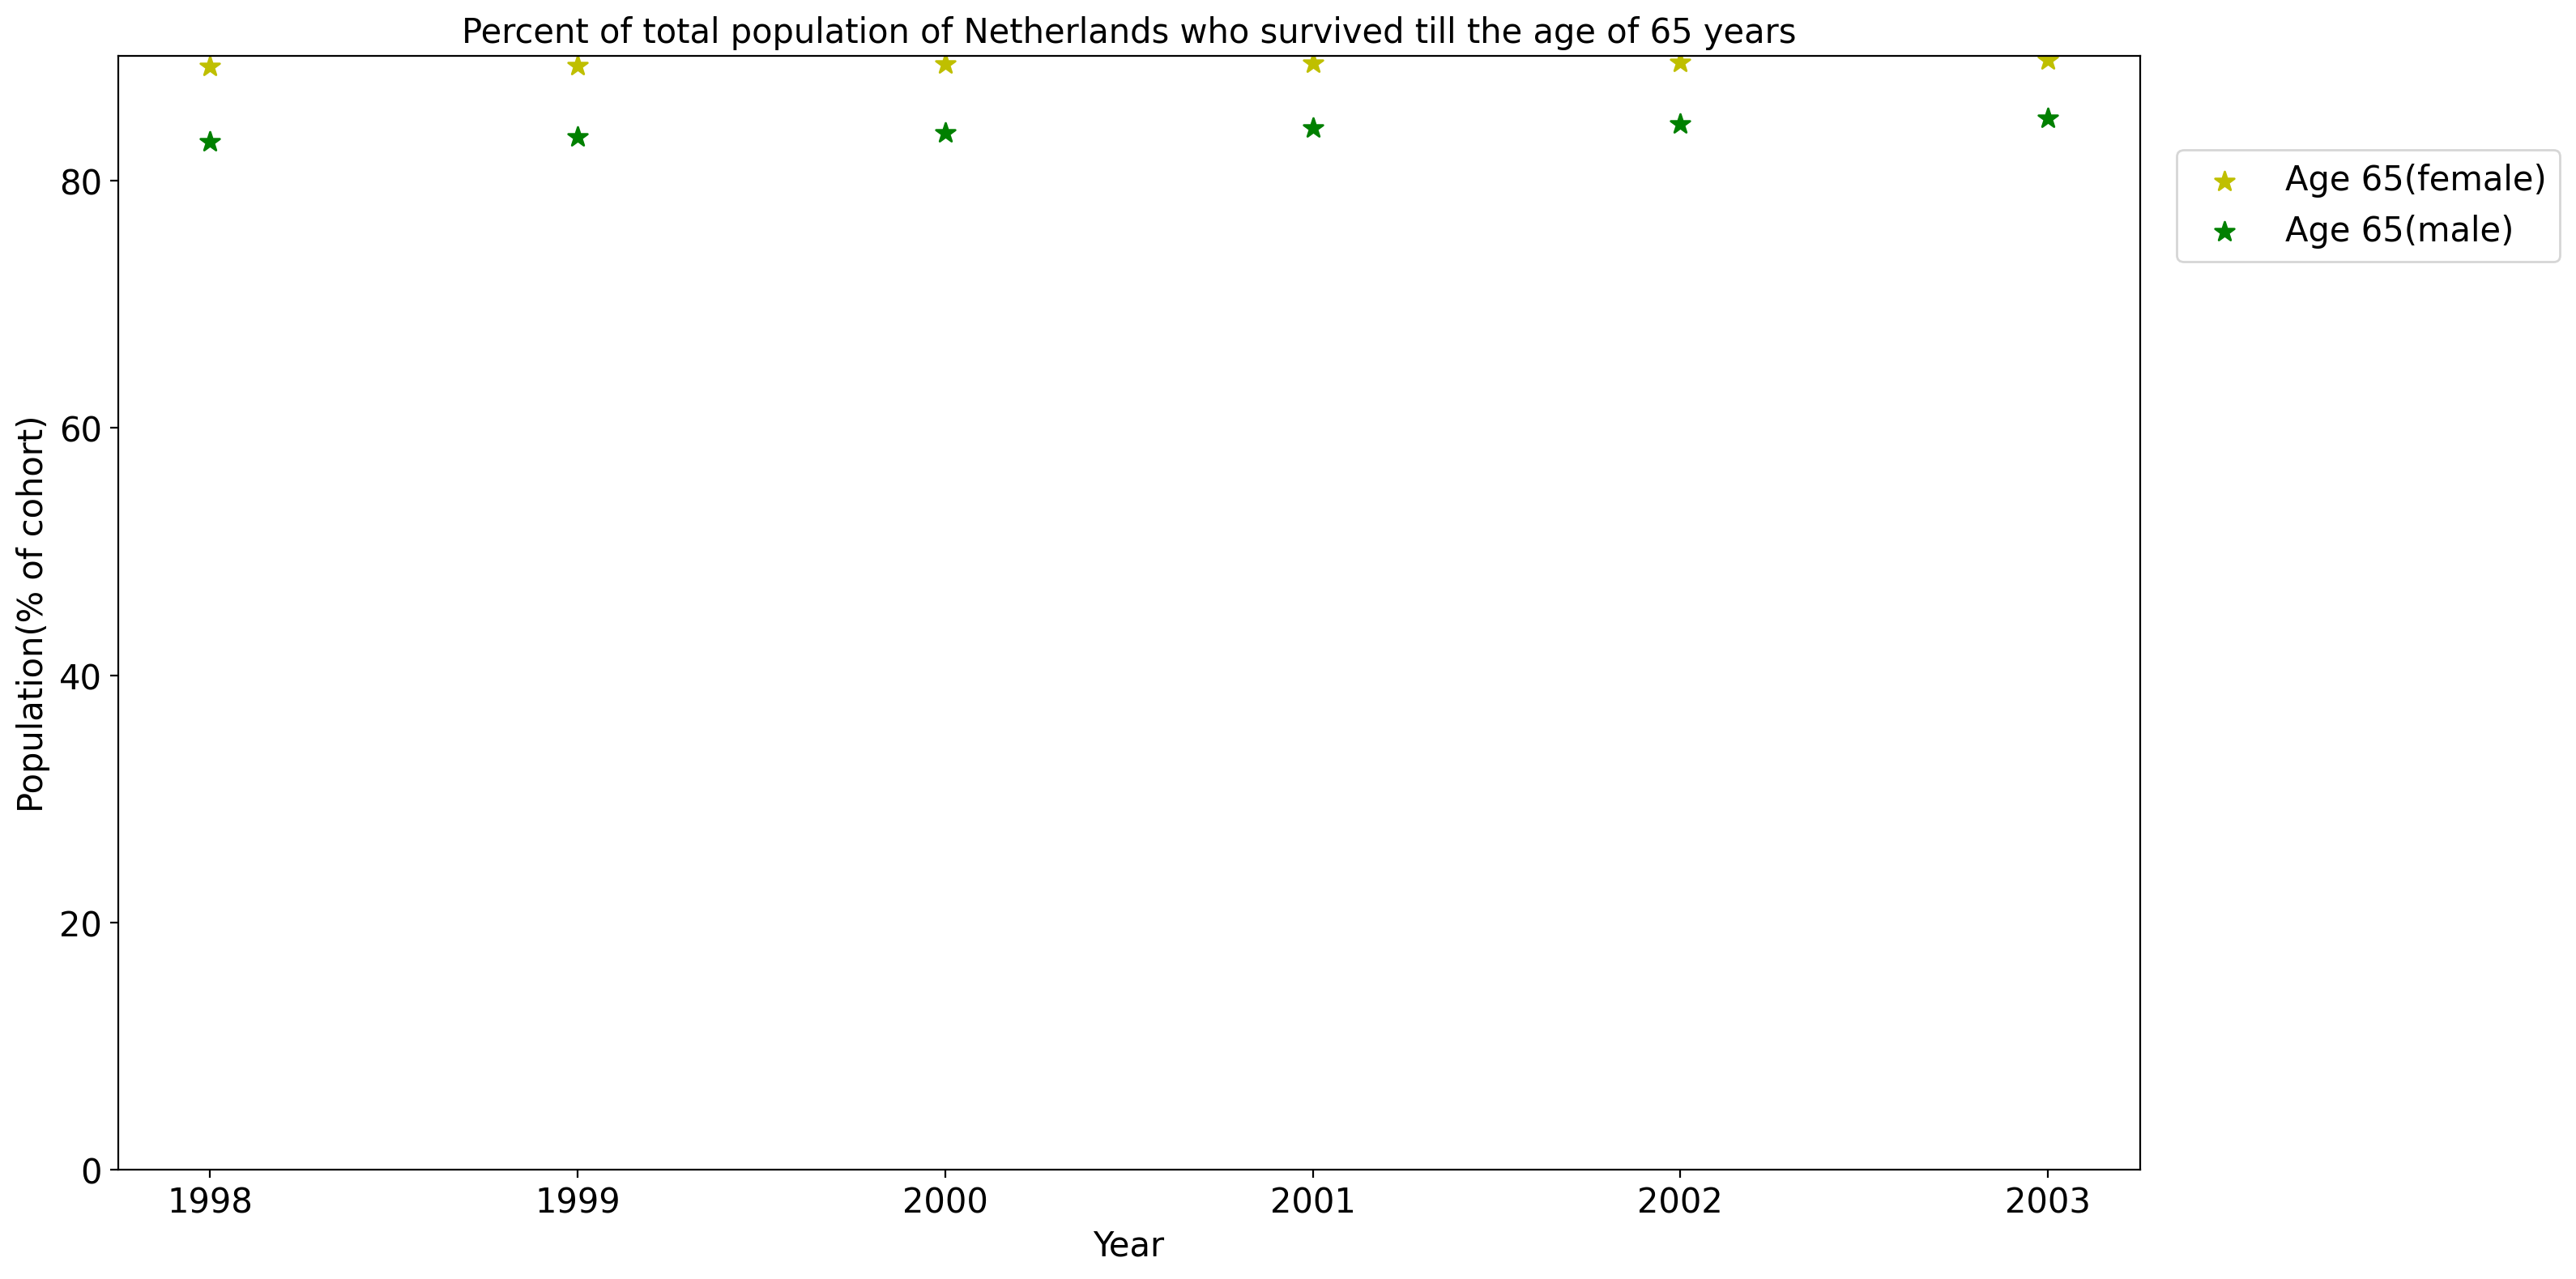 Percent of total population of Netherlands who survived till the age of 65 years
Population(% of cohort)
80
60
40
20
0
1998 1999 2000 2001 2002 2003
Year
Age 65(female)
Age 65(male)